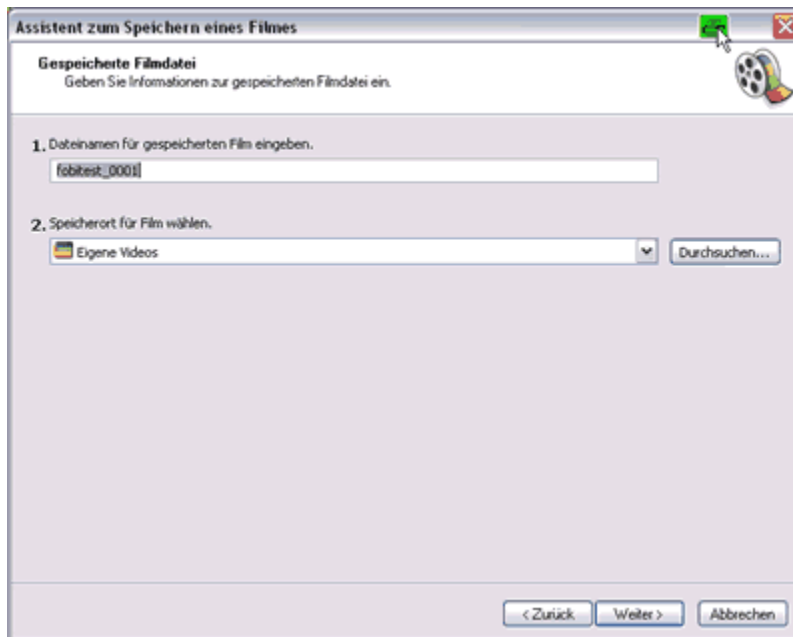 Assistent zum Speichern eines Filmes
Gespeicherte Filmdatei
Geben Sie Informationen zur gespeicherten Filmdatei ein.
1. Dateinamen für gespeicherten Film eingeben.
fobitest_0001
2. Speicherort für Film wählen.
Eigene Videos
Durchsuchen...
< Zurück Weiter > Abbrechen